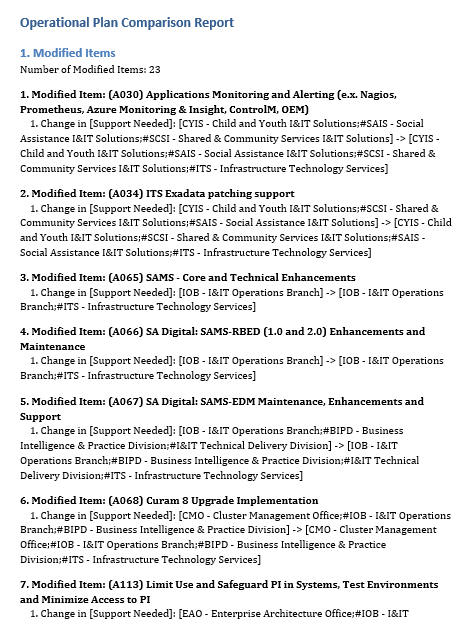 Operational Plan Comparison Report
1. Modified Items
Number of Modified Items: 23
1. Modified Item: (A030) Applications Monitoring and Alerting (e.x. Nagios,
Prometheus, Azure Monitoring & Insight, ControlM, OEM)
1. Change in [Support Needed]: [CYIS - Child and Youth I&IT Solutions;#SAIS - Social
Assistance I&IT Solutions;#SCSI - Shared & Community Services I&IT Solutions] -> [CYIS -
Child and Youth I&IT Solutions;#SAIS - Social Assistance I&IT Solutions;#SCSI - Shared &
Community Services I&IT Solutions;#ITS - Infrastructure Technology Services]
2. Modified Item: (A034) ITS Exadata patching support
1. Change in [Support Needed]: [CYIS - Child and Youth I&IT Solutions;#SCSI - Shared &
Community Services I&IT Solutions;#SAIS - Social Assistance I&IT Solutions] -> [CYIS - Child
and Youth I&IT Solutions;#SCSI - Shared & Community Services I&IT Solutions;#SAIS -
Social Assistance I&IT Solutions;#ITS - Infrastructure Technology Services]
3. Modified Item: (A065) SAMS - Core and Technical Enhancements
1. Change in [Support Needed]: [IOB - I&IT Operations Branch] -> [IOB - I&IT Operations
Branch;#ITS - Infrastructure Technology Services]
4. Modified Item: (A066) SA Digital: SAMS-RBED (1.0 and 2.0) Enhancements and
Maintenance
1. Change in [Support Needed]: [IOB - I&IT Operations Branch] -> [IOB - I&IT Operations
Branch;#ITS - Infrastructure Technology Services]
5. Modified Item: (A067) SA Digital: SAMS-EDM Maintenance, Enhancements and
Support
1. Change in [Support Needed]: [IOB - I&IT Operations Branch;#BIPD - Business
Intelligence & Practice Division;#I&IT Technical Delivery Division] -> [IOB - I&IT
Operations Branch;#BIPD - Business Intelligence & Practice Division;#I&IT Technical
Delivery Division;#ITS - Infrastructure Technology Services]
6. Modified Item: (A068) Curam 8 Upgrade Implementation
1. Change in [Support Needed]: [CMO - Cluster Management Office;#IOB - I&IT Operations
Branch;#BIPD - Business Intelligence & Practice Division] -> [CMO - Cluster Management
Office;#IOB - I&IT Operations Branch;#BIPD - Business Intelligence & Practice
Division;#ITS - Infrastructure Technology Services]
7. Modified Item: (A113) Limit Use and Safeguard PI in Systems, Test Environments
and Minimize Access to PI
1. Change in [Support Needed]: [EAO - Enterprise Architecture Office;#IOB - I&IT